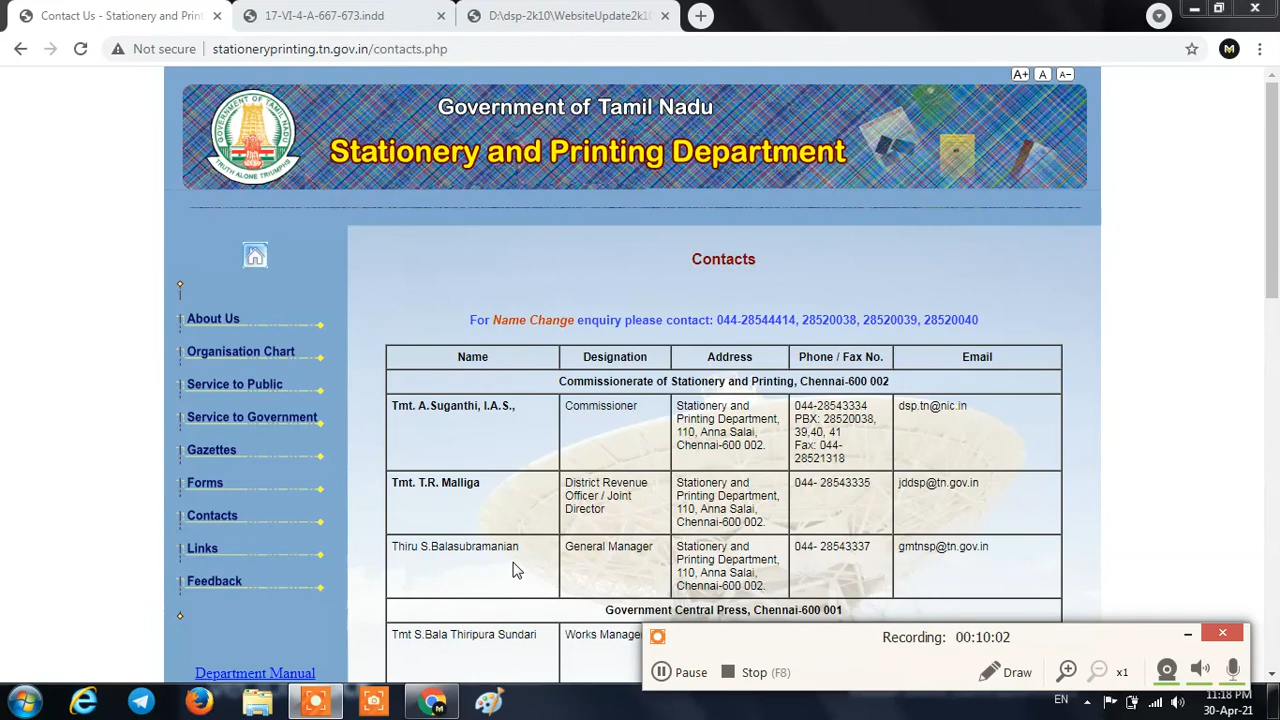 Contact Us - Stationery and Print
17-VI-4-A-667-673.indd
D:\dsp-2k10\WebsiteUpdate2k10
Not secure
stationeryprinting.tn.gov.in/contacts.php
M
A+ A A-
Government of Tamil Nadu
Stationery and Printing Department
TRUTH ALONE TRIUMPHS
Contacts
For Name Change enquiry please contact: 044-28544414, 28520038, 28520039, 28520040
About Us
Organisation Chart
Service to Public
Service to Government
Gazettes
Forms
Contacts
Links
Feedback
Department Manual
Name Designation Address Phone / Fax No. Email
Commissionerate of Stationery and Printing, Chennai-600 002
Tmt. A.Suganthi, I.A.S.,
Commissioner
Stationery and
Printing Department,
110, Anna Salai,
Chennai-600 002.
044-28543334
PBX: 28520038,
39,40, 41
Fax: 044-
28521318
dsp.tn@nic.in
Tmt. T.R. Malliga
District Revenue
Officer / Joint
Director
Stationery and
Printing Department,
110, Anna Salai,
Chennai-600 002.
044- 28543335
jddsp@tn.gov.in
Thiru S.Balasubramanian
General Manager
Stationery and
Printing Department,
110, Anna Salai,
Chennai-600 002.
044- 28543337
gmtnsp@tn.gov.in
Government Central Press, Chennai-600 001
Tmt S.Bala Thiripura Sundari
Works Manage
Recording: 00:10:02
Pause
Stop (F8)
Draw
x1
EN
11:18 PM
30-Apr-21